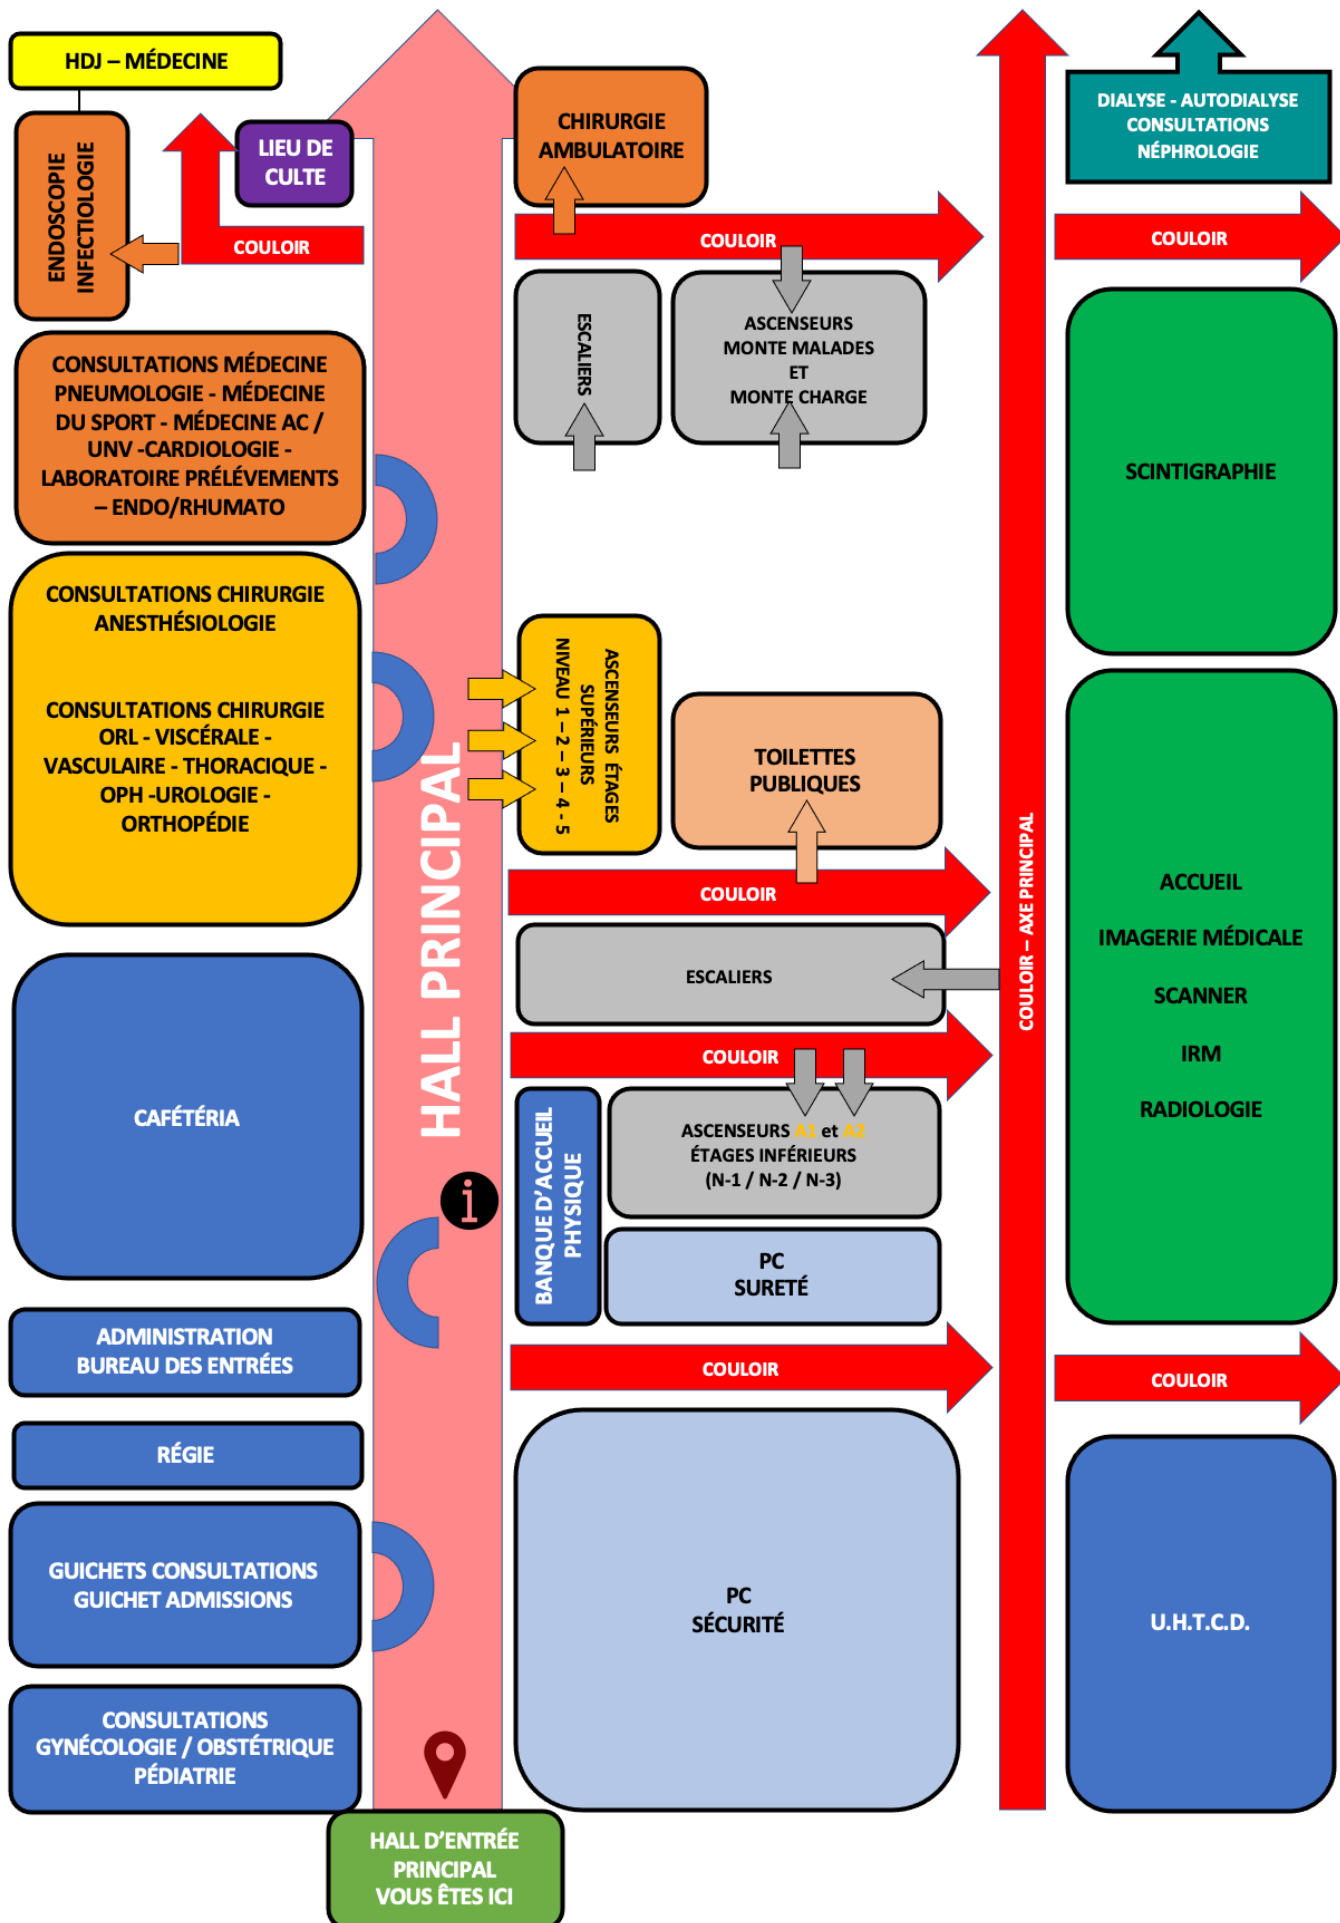 HDJ – MÉDECINE
ENDOSCOPIE
INFECTIOLOGIE
LIEU DE
CULTE
COULOIR
CHIRURGIE
AMBULATOIRE
COULOIR
DIALYSE - AUTODIALYSE
CONSULTATIONS
NÉPHROLOGIE
COULOIR
ESCALIERS
ASCENSEURS
MONTE MALADES
ET
MONTE CHARGE
CONSULTATIONS MÉDECINE
PNEUMOLOGIE - MÉDECINE
DU SPORT - MÉDECINE AC /
UNV -CARDIOLOGIE -
LABORATOIRE PRÉLÉVEMENTS
– ENDO/RHUMATO
SCINTIGRAPHIE
CONSULTATIONS CHIRURGIE
ANESTHÉSIOLOGIE
CONSULTATIONS CHIRURGIE
ORL - VISCÉRALE -
VASCULAIRE - THORACIQUE -
OPH -UROLOGIE -
ORTHOPÉDIE
HALL PRINCIPAL
ASCENSEURS ÉTAGES
SUPÉRIEURS
NIVEAU 1 – 2 – 3 – 4 - 5
TOILETTES
PUBLIQUES
COULOIR
COULOIR – AXE PRINCIPAL
ACCUEIL
IMAGERIE MÉDICALE
SCANNER
IRM
RADIOLOGIE
ESCALIERS
COULOIR
CAFÉTÉRIA
i
BANQUE D'ACCUEIL
PHYSIQUE
ASCENSEURS A1 et A2
ÉTAGES INFÉRIEURS
(N-1 / N-2 / N-3)
PC
SURETÉ
ADMINISTRATION
BUREAU DES ENTRÉES
COULOIR
COULOIR
RÉGIE
GUICHETS CONSULTATIONS
GUICHET ADMISSIONS
PC
SÉCURITÉ
U.H.T.C.D.
CONSULTATIONS
GYNÉCOLOGIE / OBSTÉTRIQUE
PÉDIATRIE
HALL D'ENTRÉE
PRINCIPAL
VOUS ÊTES ICI